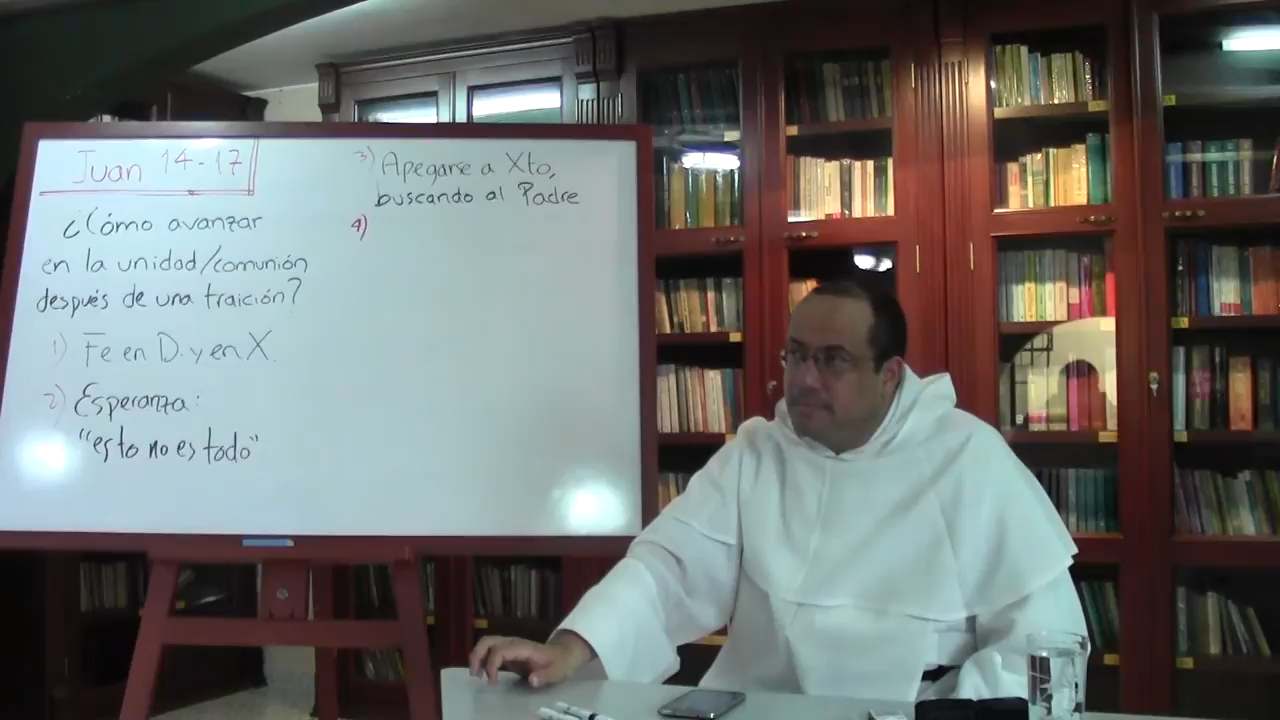 Juan 14-17
¿Cómo avanzar
en la unidad/comunión
después de una traición?
1) Fe en D. y en X.
2) Esperanza:
"esto no es todo"
3) Apegarse a Xto,
buscando al Padre
4)